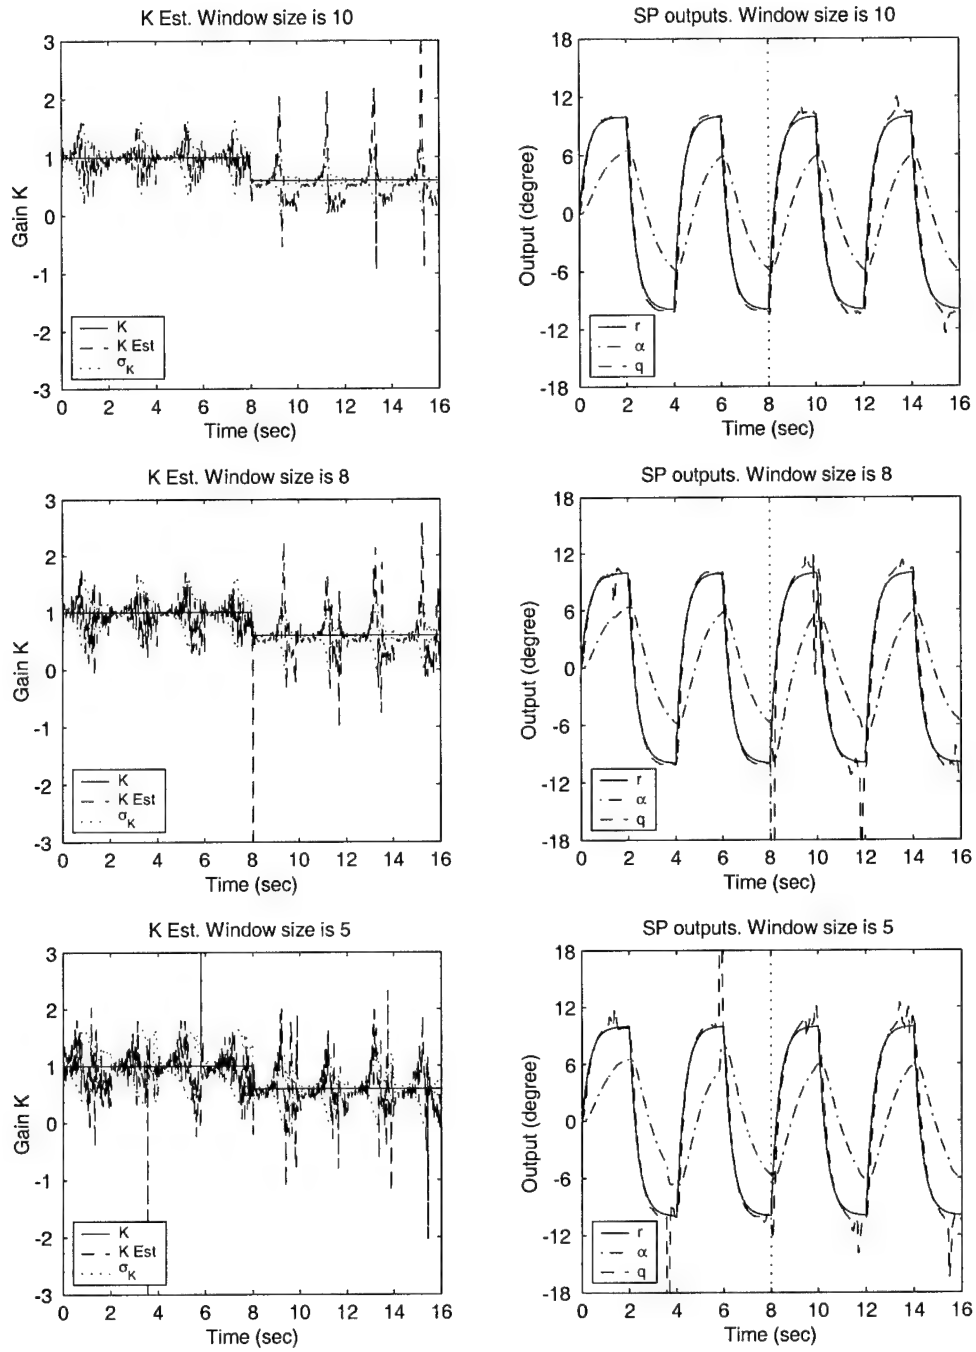 K Est. Window size is 10
3
2
1
0
-1
-2
-3
Gain K
K
K Est
σK
0 2 4 6 8 10 12 14 16
Time (sec)
SP outputs. Window size is 10
18
12
6
0
-6
-12
-18
Output (degree)
r
α
q
0 2 4 6 8 10 12 14 16
Time (sec)
K Est. Window size is 8
3
2
1
0
-1
-2
-3
Gain K
K
K Est
σK
0 2 4 6 8 10 12 14 16
Time (sec)
SP outputs. Window size is 8
18
12
6
0
-6
-12
-18
Output (degree)
r
α
q
0 2 4 6 8 10 12 14 16
Time (sec)
K Est. Window size is 5
3
2
1
0
-1
-2
-3
Gain K
K
K Est
σK
0 2 4 6 8 10 12 14 16
Time (sec)
SP outputs. Window size is 5
18
12
6
0
-6
-12
-18
Output (degree)
r
α
q
0 2 4 6 8 10 12 14 16
Time (sec)